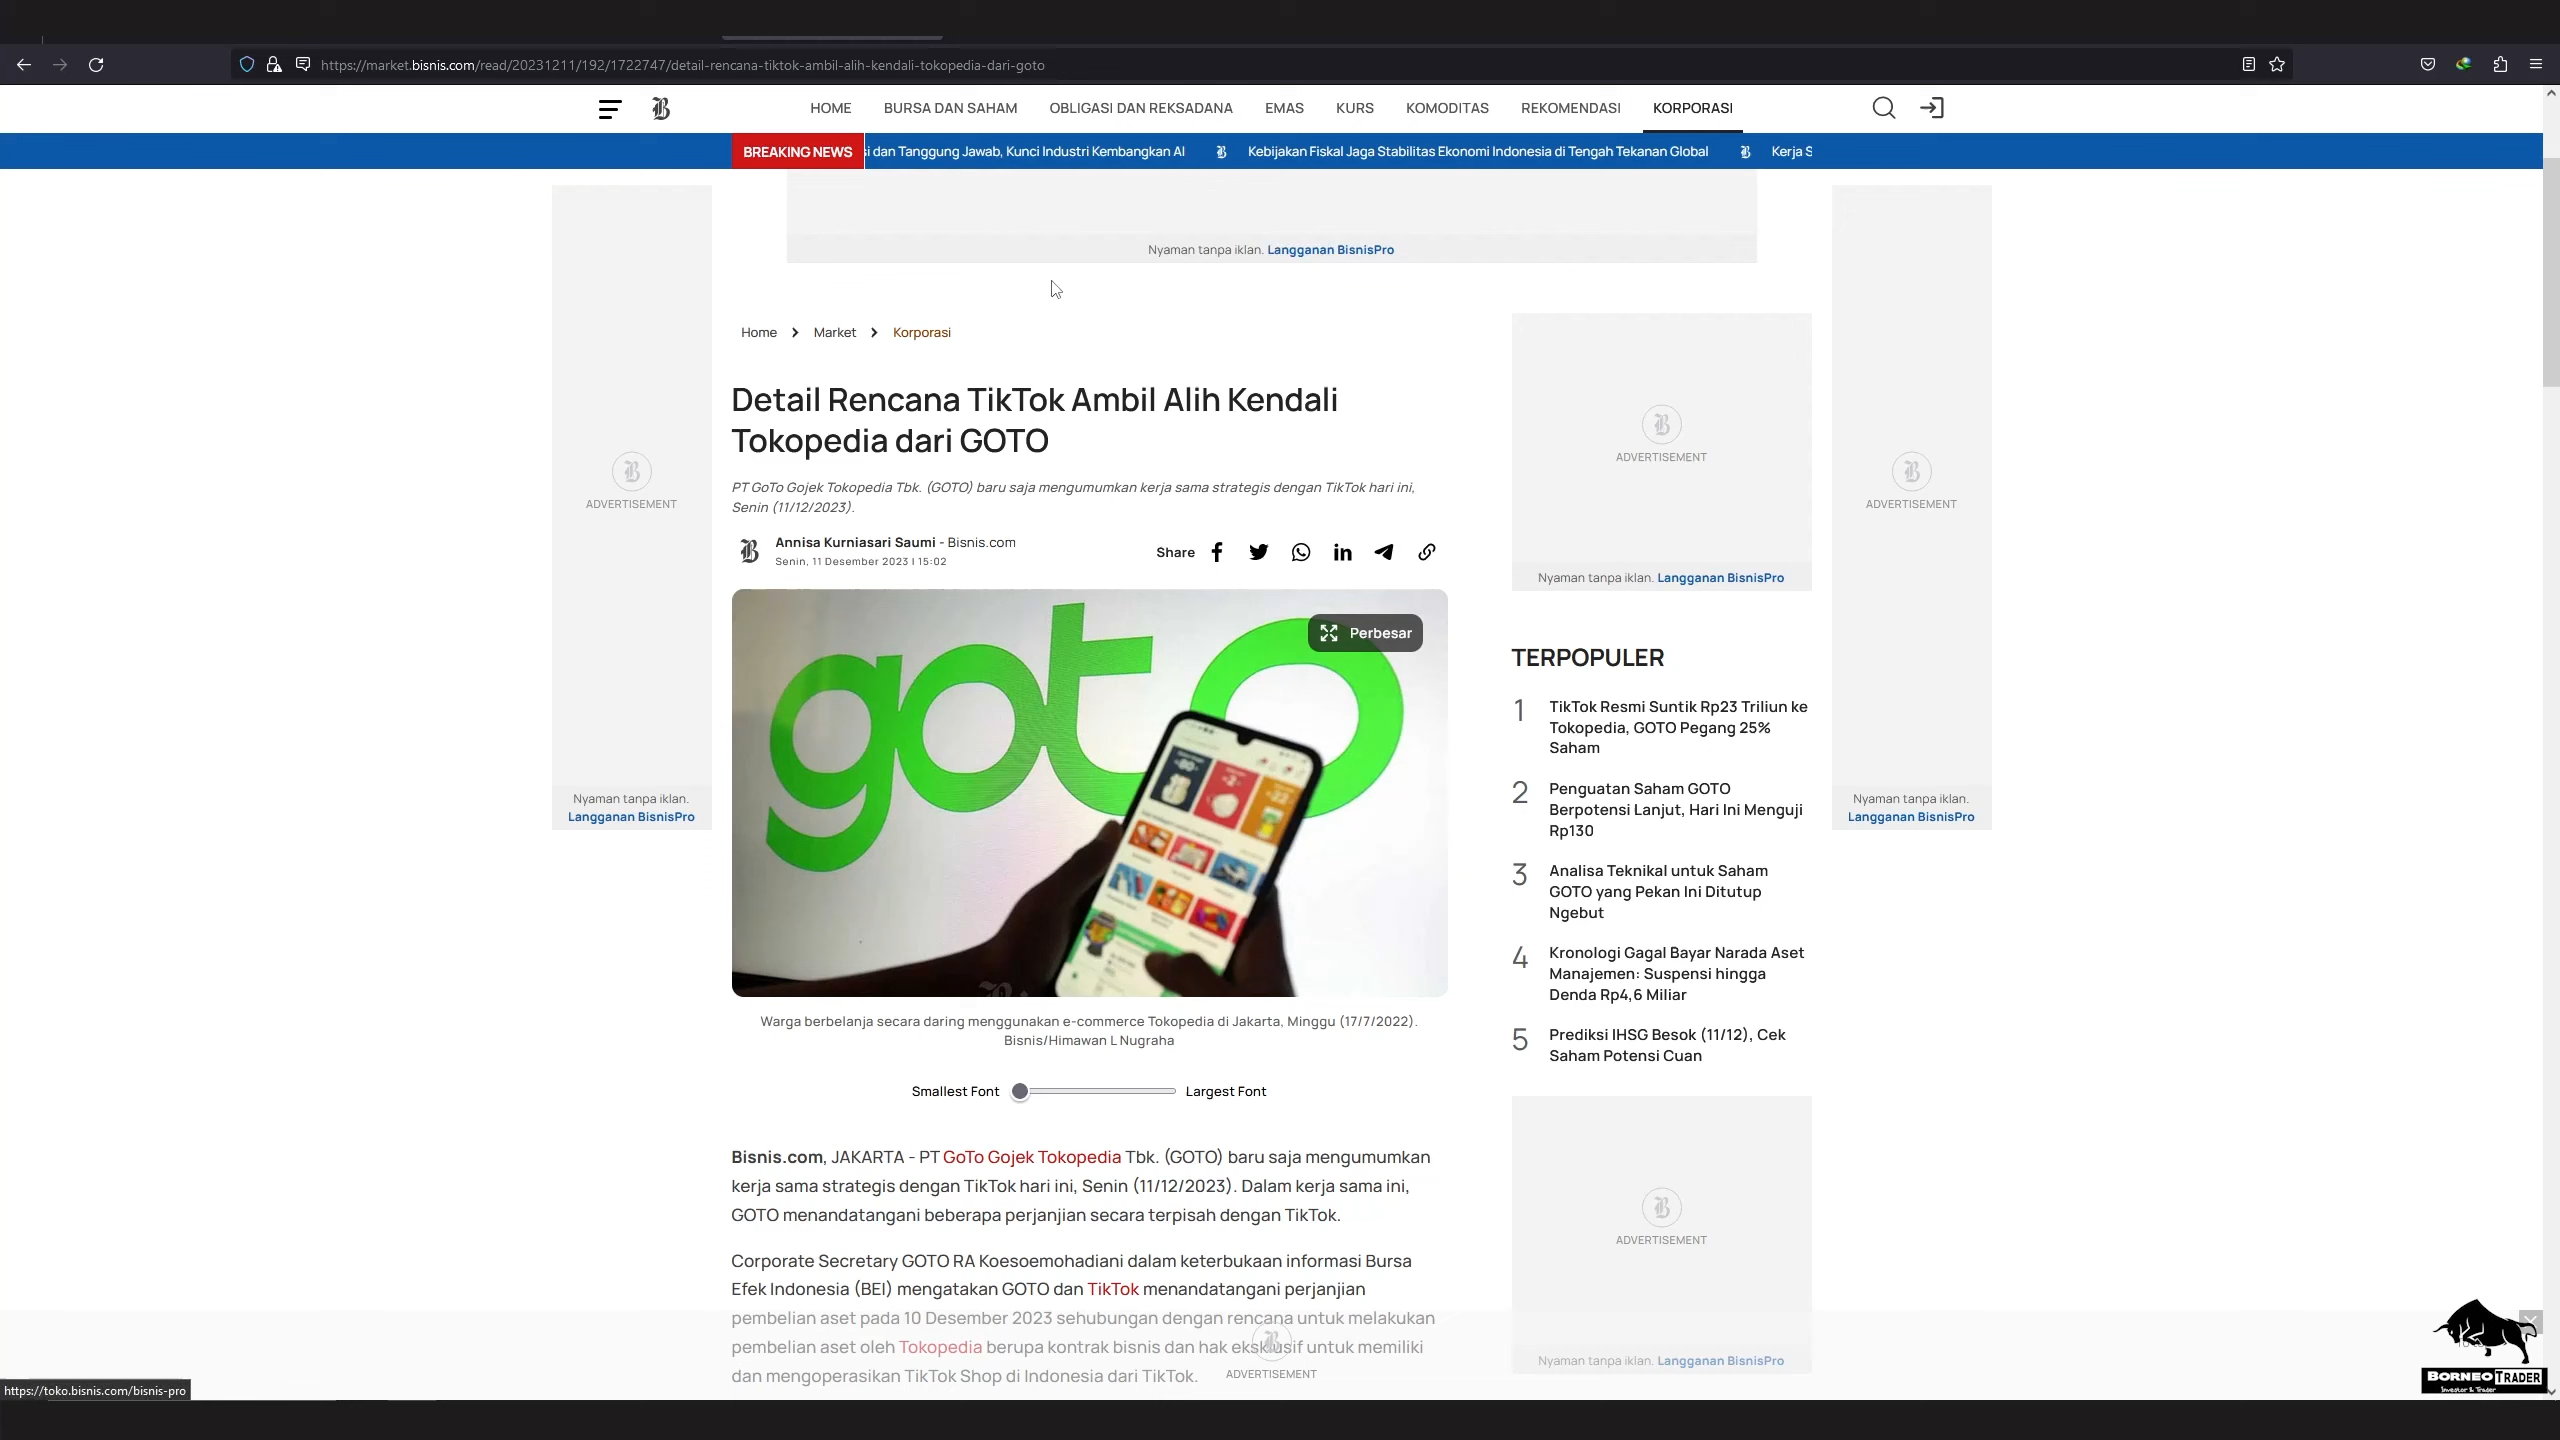 https://market.bisnis.com/read/20231211/192/1722747/detail-rencana-tiktok-ambil-alih-kendali-tokopedia-dari-goto
HOME BURSA DAN SAHAM OBLIGASI DAN REKSADANA EMAS KURS KOMODITAS REKOMENDASI KORPORASI
BREAKING NEWS si dan Tanggung Jawab, Kunci Industri Kembangkan AI Kebijakan Fiskal Jaga Stabilitas Ekonomi Indonesia di Tengah Tekanan Global Kerja S
Nyaman tanpa iklan. Langganan BisnisPro
Home Market Korporasi
Detail Rencana TikTok Ambil Alih Kendali
Tokopedia dari GOTO
PT GoTo Gojek Tokopedia Tbk. (GOTO) baru saja mengumumkan kerja sama strategis dengan TikTok hari ini,
Senin (11/12/2023).
Annisa Kurniasari Saumi - Bisnis.com
Senin, 11 Desember 2023 | 15:02
Share
goto
Perbesar
Warga berbelanja secara daring menggunakan e-commerce Tokopedia di Jakarta, Minggu (17/7/2022).
Bisnis/Himawan L Nugraha
Smallest Font Largest Font
Bisnis.com, JAKARTA - PT GoTo Gojek Tokopedia Tbk. (GOTO) baru saja mengumumkan
kerja sama strategis dengan TikTok hari ini, Senin (11/12/2023). Dalam kerja sama ini,
GOTO menandatangani beberapa perjanjian secara terpisah dengan TikTok.
Corporate Secretary GOTO RA Koesoemohadiani dalam keterbukaan informasi Bursa
Efek Indonesia (BEI) mengatakan GOTO dan TikTok menandatangani perjanjian
pembelian aset pada 10 Desember 2023 sehubungan dengan rencana untuk melakukan
pembelian aset oleh Tokopedia berupa kontrak bisnis dan hak eksklusif untuk memiliki
dan mengoperasikan TikTok Shop di Indonesia dari TikTok.
ADVERTISEMENT
ADVERTISEMENT
Nyaman tanpa iklan.
Langganan BisnisPro
ADVERTISEMENT
Nyaman tanpa iklan. Langganan BisnisPro
TERPOPULER
1 TikTok Resmi Suntik Rp23 Triliun ke
Tokopedia, GOTO Pegang 25%
Saham
2 Penguatan Saham GOTO
Berpotensi Lanjut, Hari Ini Menguji
Rp130
3 Analisa Teknikal untuk Saham
GOTO yang Pekan Ini Ditutup
Ngebut
4 Kronologi Gagal Bayar Narada Aset
Manajemen: Suspensi hingga
Denda Rp4,6 Miliar
5 Prediksi IHSG Besok (11/12), Cek
Saham Potensi Cuan
ADVERTISEMENT
Nyaman tanpa iklan. Langganan BisnisPro
ADVERTISEMENT
Nyaman tanpa iklan.
Langganan BisnisPro
https://toko.bisnis.com/bisnis-pro
BORNEO TRADER
Investor & Trader